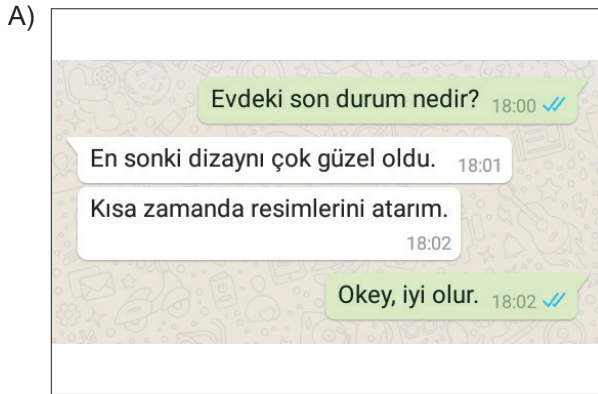 A)
Evdeki son durum nedir? 18:00
En sonki dizaynı çok güzel oldu. 18:01
Kısa zamanda resimlerini atarım.
18:02
Okey, iyi olur. 18:02